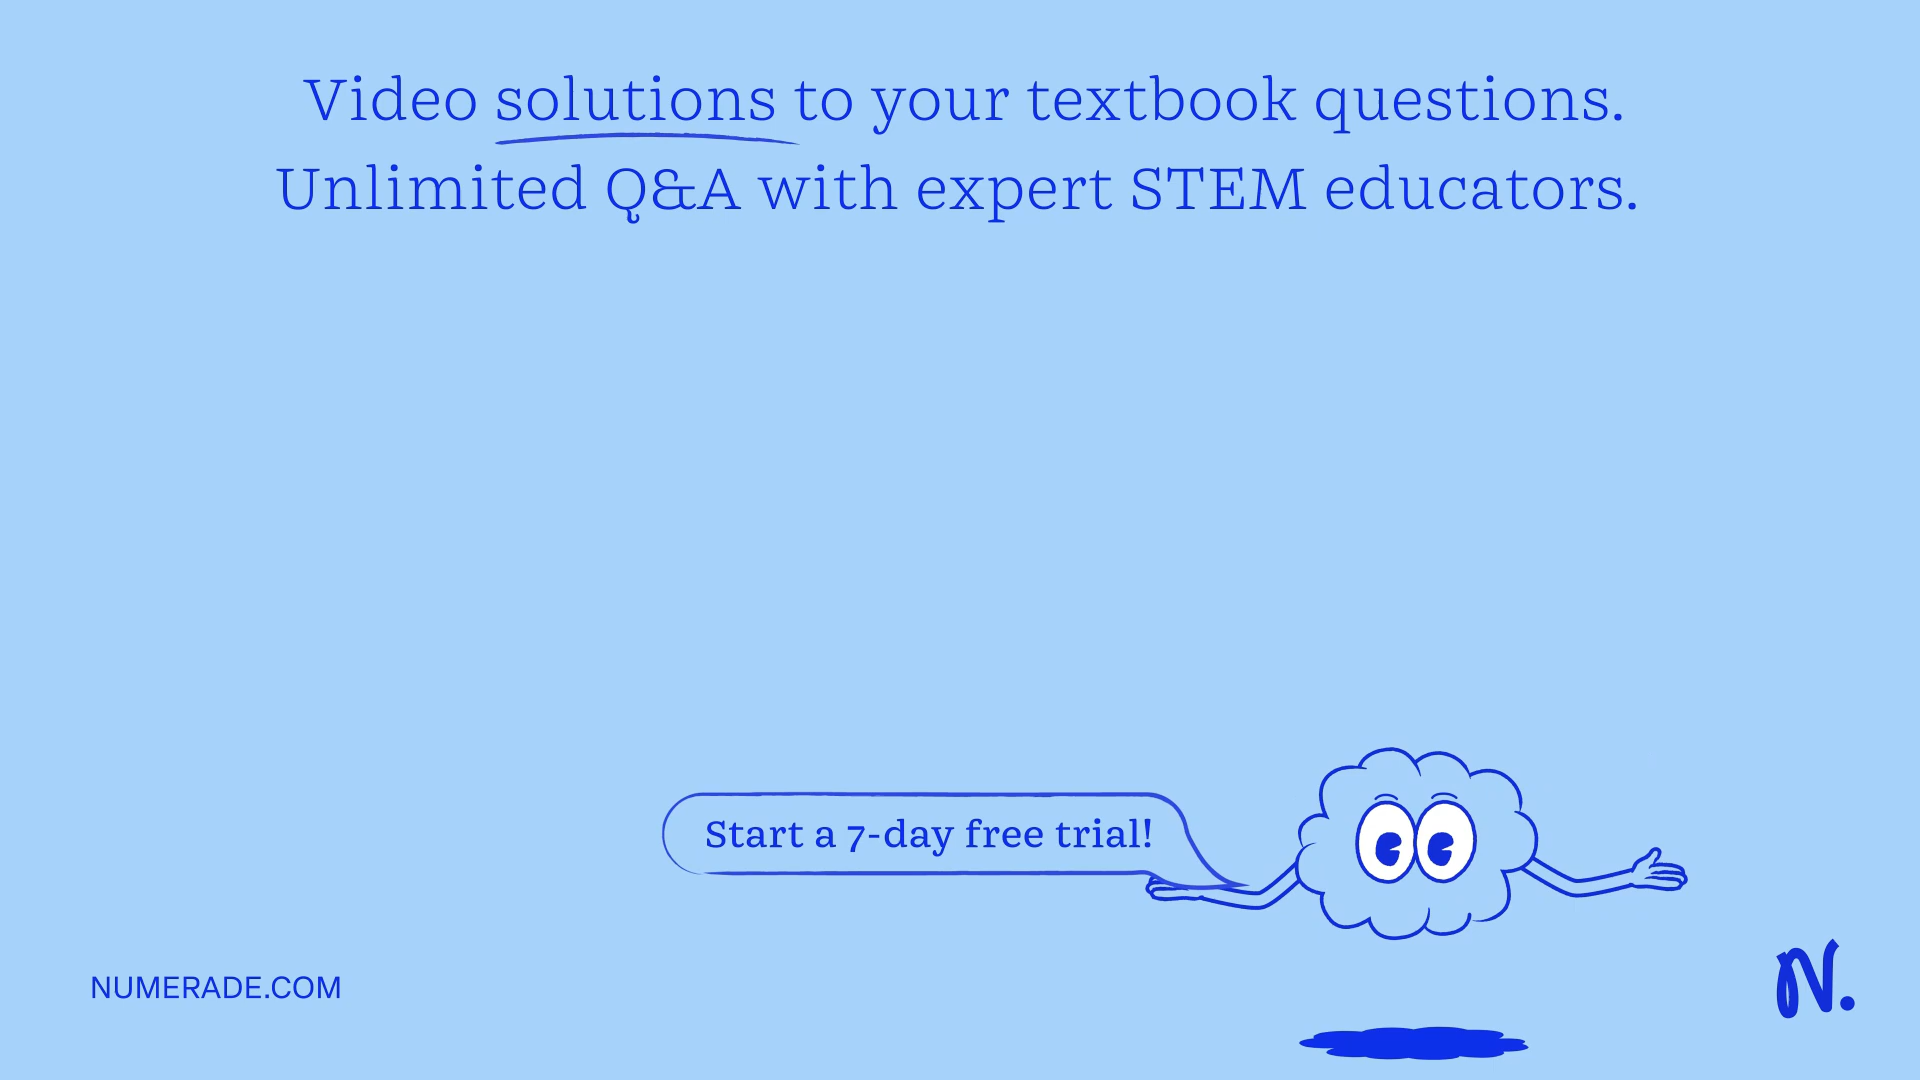 Video solutions to your textbook questions.
Unlimited Q&A with expert STEM educators.
Start a 7-day free trial!
NUMERADE.COM
N.